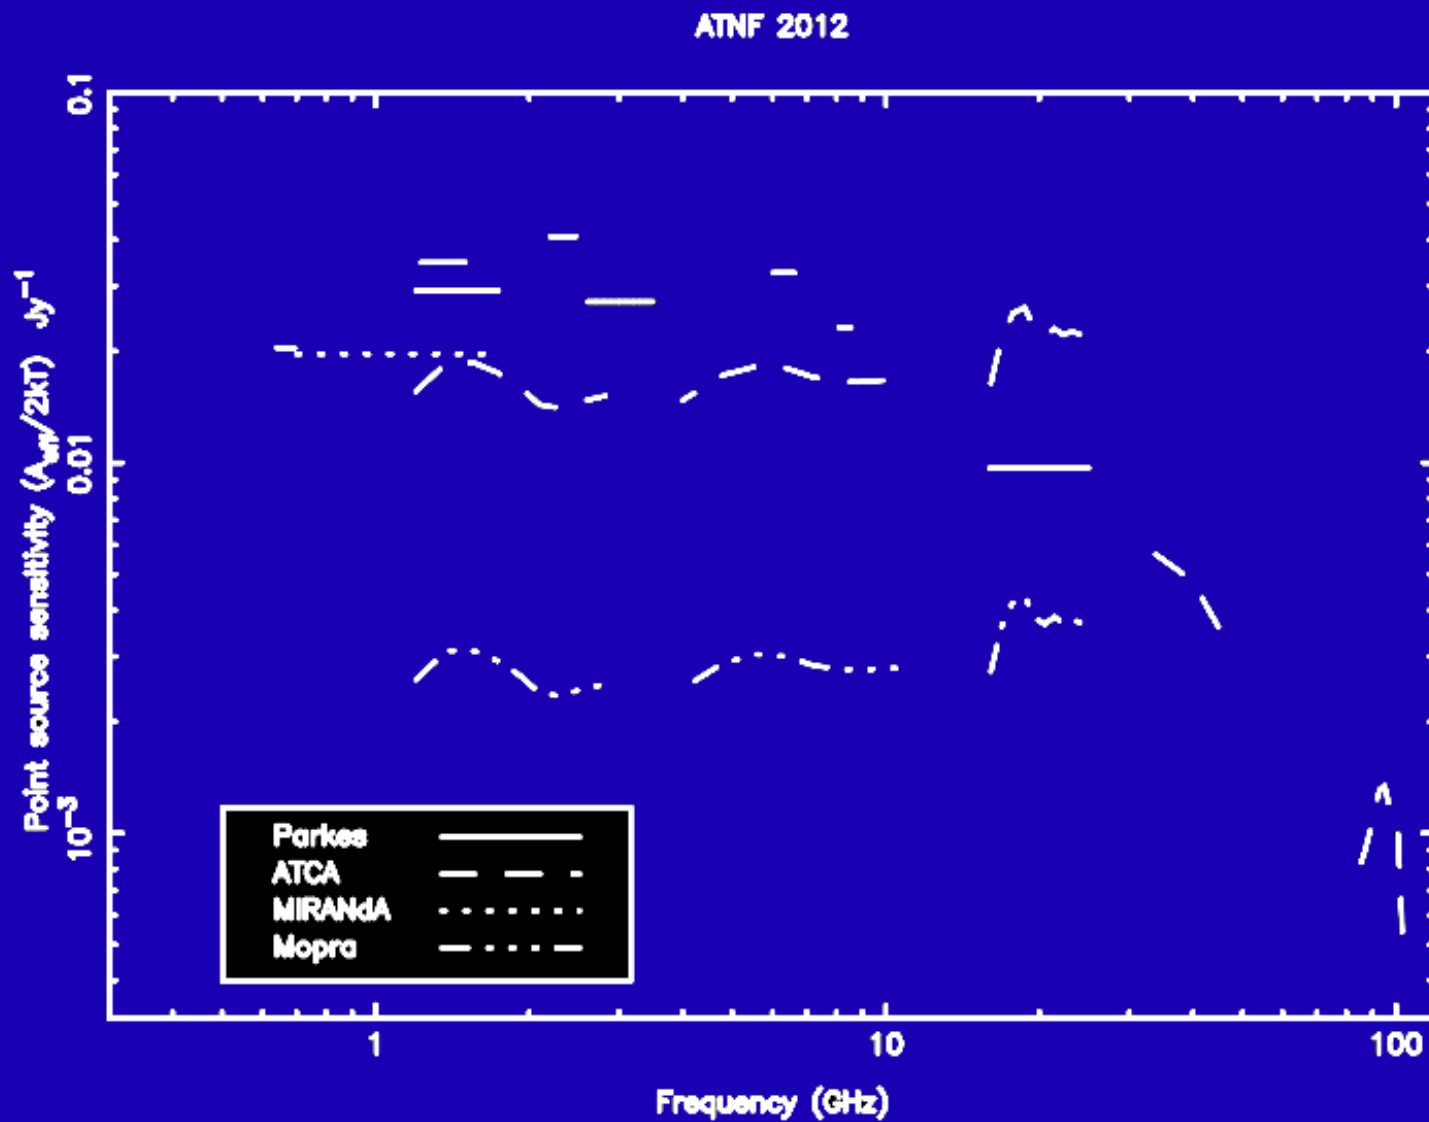 ATNF 2012
0.1
0.01
10⁻³
Point source sensitivity (A_eff/2kT) Jy⁻¹
Parkes
ATCA
MIRANdA
Mopra
1 10 100
Frequency (GHz)